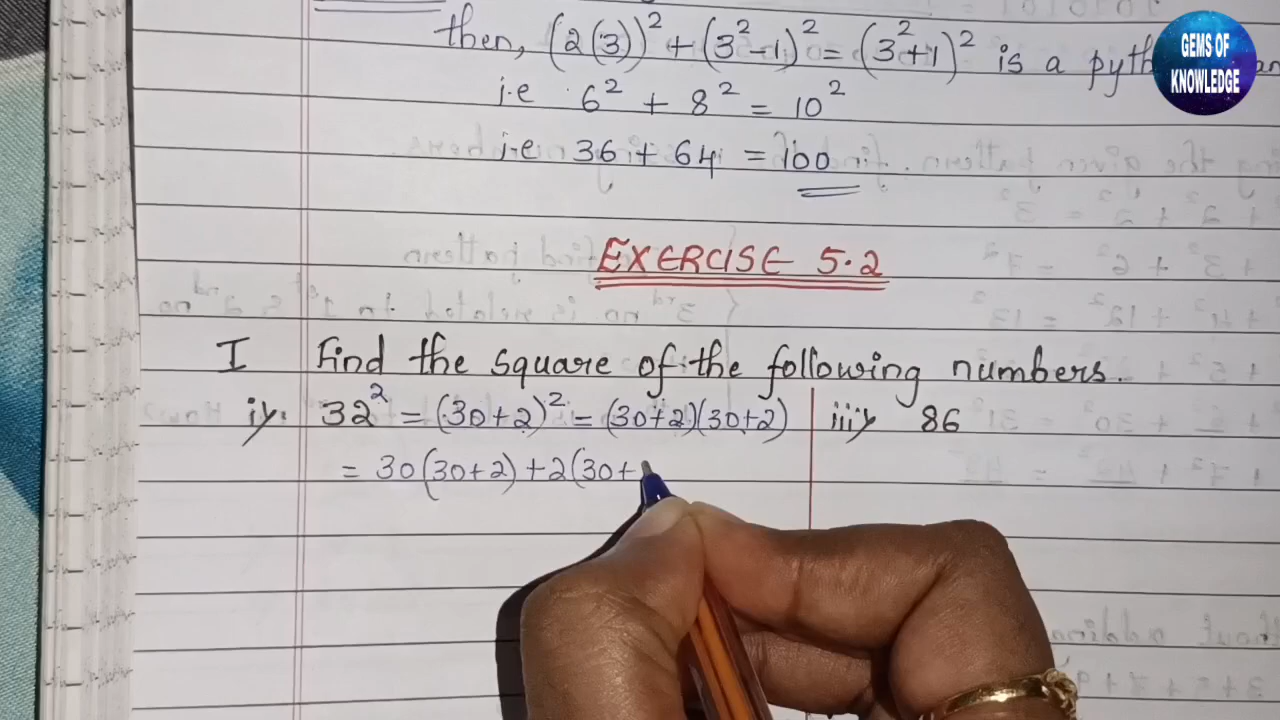 then, (2(3))² + (3²-1)² = (3²+1)² is a
GEMS OF
KNOWLEDGE
i.e 6² + 8² = 10²
i.e 36 + 64 = 100
EXERCISE 5.2
I Find the square of the following numbers.
i) 32² = (30+2)² = (30+2)(30+2) iii) 86
= 30(30+2) + 2(30+